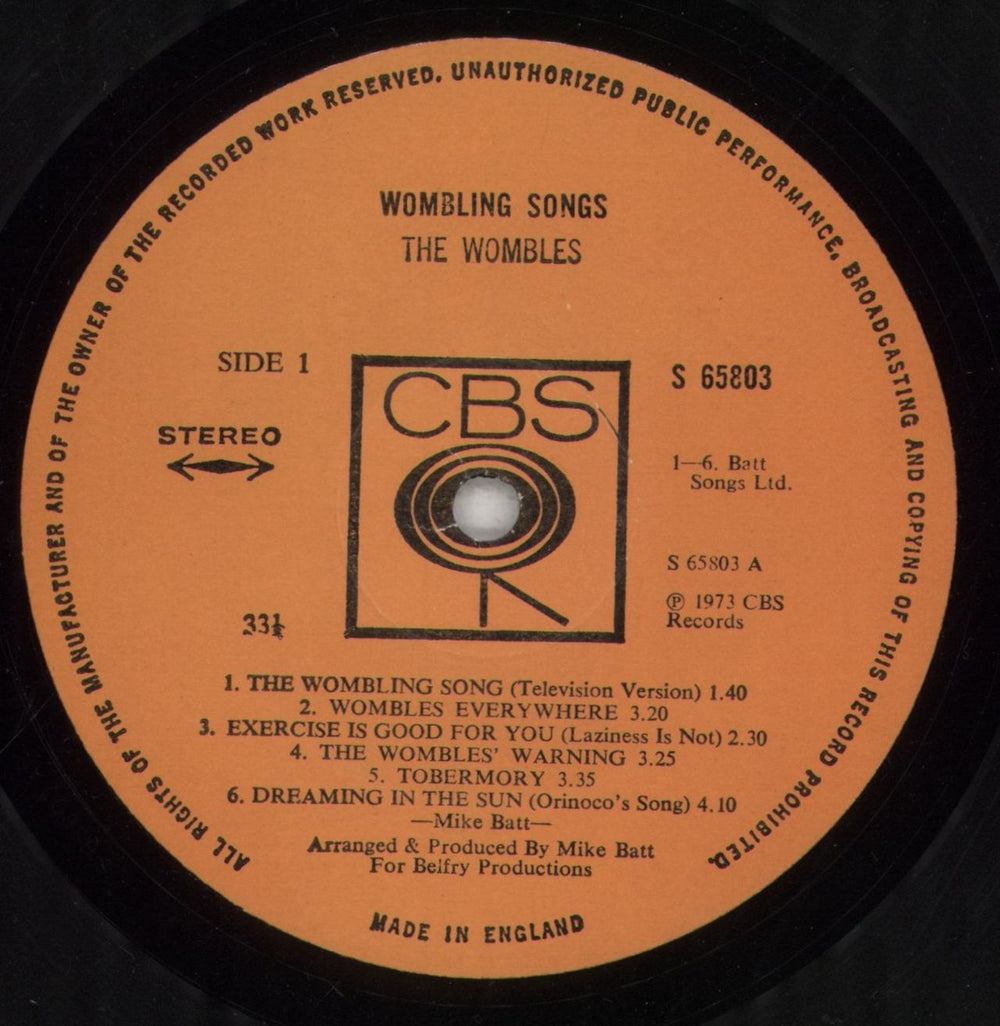 ALL RIGHTS OF THE MANUFACTURER AND OF THE OWNER OF THE RECORDED WORK RESERVED. UNAUTHORIZED PUBLIC PERFORMANCE, BROADCASTING AND COPYING OF THIS RECORD PROHIBITED.
WOMBLING SONGS
THE WOMBLES
SIDE 1
STEREO
CBS
S 65803
1—6. Batt
Songs Ltd.
S 65803 A
℗ 1973 CBS
Records
33⅓
1. THE WOMBLING SONG (Television Version) 1.40
2. WOMBLES EVERYWHERE 3.20
3. EXERCISE IS GOOD FOR YOU (Laziness Is Not) 2.30
4. THE WOMBLES' WARNING 3.25
5. TOBERMORY 3.35
6. DREAMING IN THE SUN (Orinoco's Song) 4.10
—Mike Batt—
Arranged & Produced By Mike Batt
For Belfry Productions
MADE IN ENGLAND